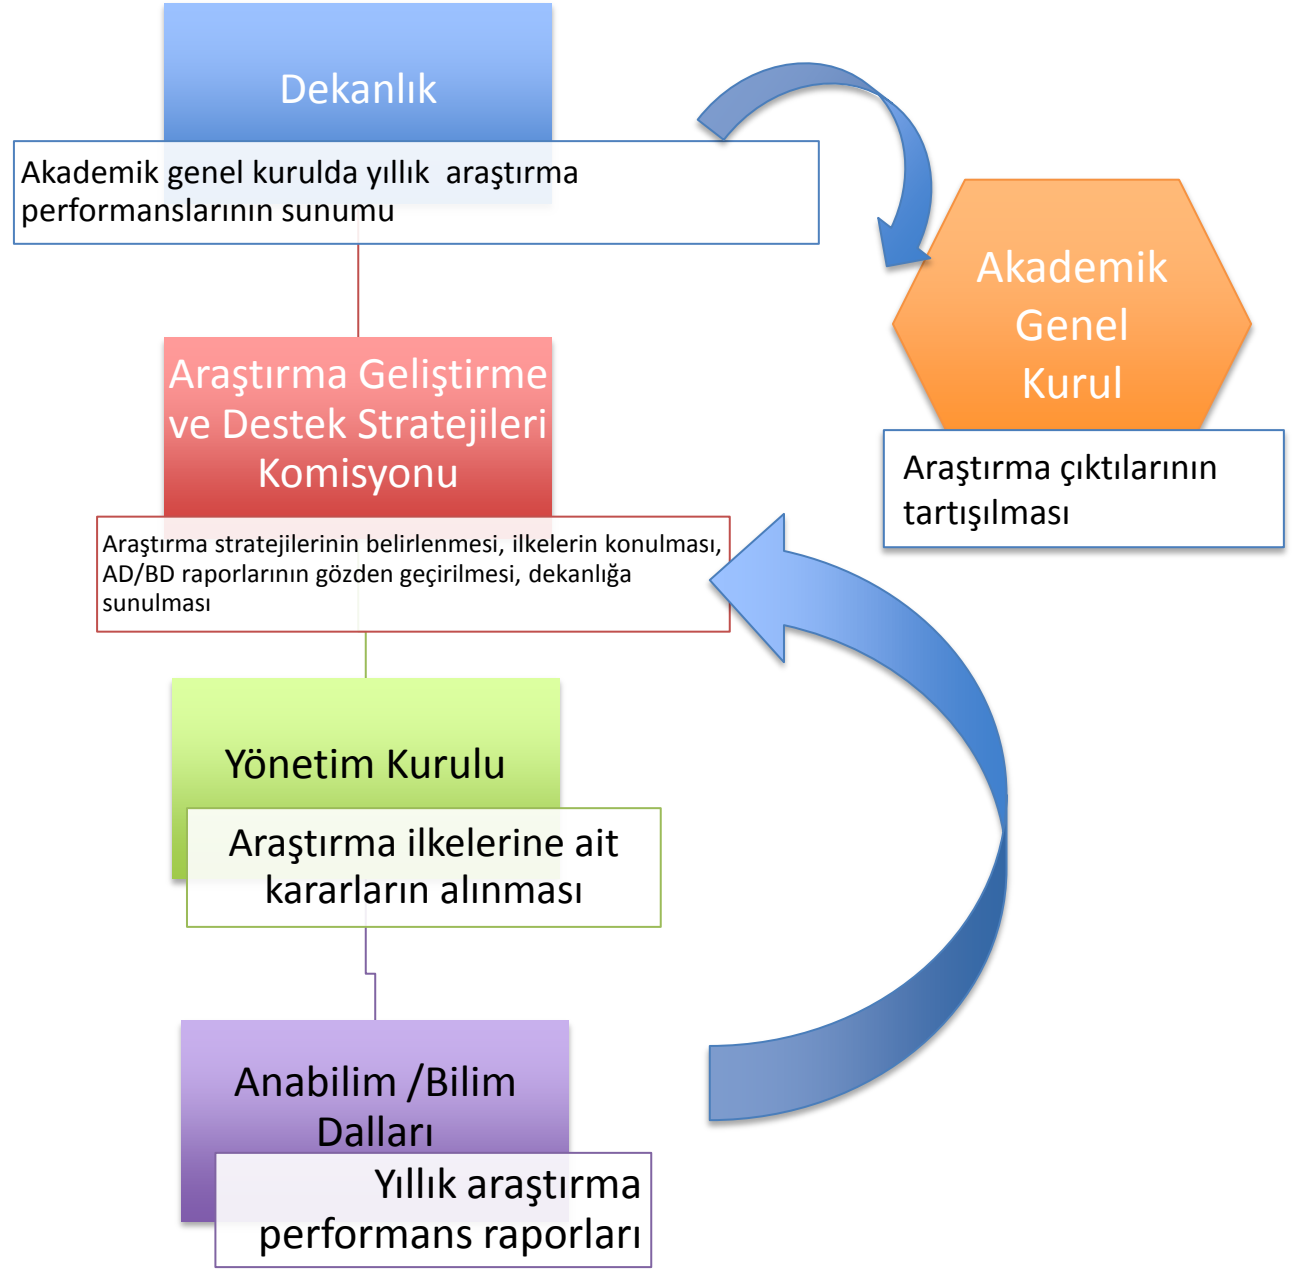 Dekanlık
Akademik genel kurulda yıllık  araştırma
performanslarının sunumu
Akademik
Genel
Kurul
Araştırma çıktılarının
tartışılması
Araştırma Geliştirme
ve Destek Stratejileri
Komisyonu
Araştırma stratejilerinin belirlenmesi, ilkelerin konulması,
AD/BD raporlarının gözden geçirilmesi, dekanlığa
sunulması
Yönetim Kurulu
Araştırma ilkelerine ait
kararların alınması
Anabilim /Bilim
Dalları
Yıllık araştırma
performans raporları